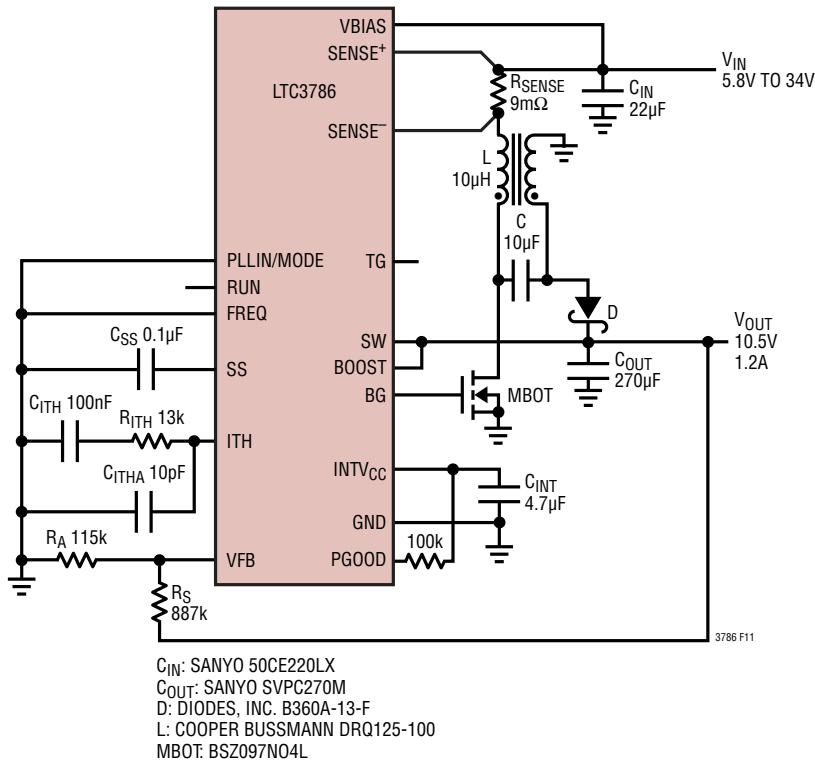 VBIAS
SENSE+
LTC3786
SENSE–
VIN
5.8V TO 34V
RSENSE
9mΩ
CIN
22µF
L
10µH
C
10µF
PLLIN/MODE
TG
RUN
FREQ
D
SW
VOUT
10.5V
1.2A
CSS 0.1µF
SS
BOOST
COUT
270µF
BG
MBOT
CITH 100nF
RITH 13k
ITH
INTVCC
CINT
4.7µF
CITHA 10pF
GND
RA 115k
VFB
PGOOD
100k
RS
887k
3786 F11
CIN: SANYO 50CE220LX
COUT: SANYO SVPC270M
D: DIODES, INC. B360A-13-F
L: COOPER BUSSMANN DRQ125-100
MBOT: BSZ097NO4L